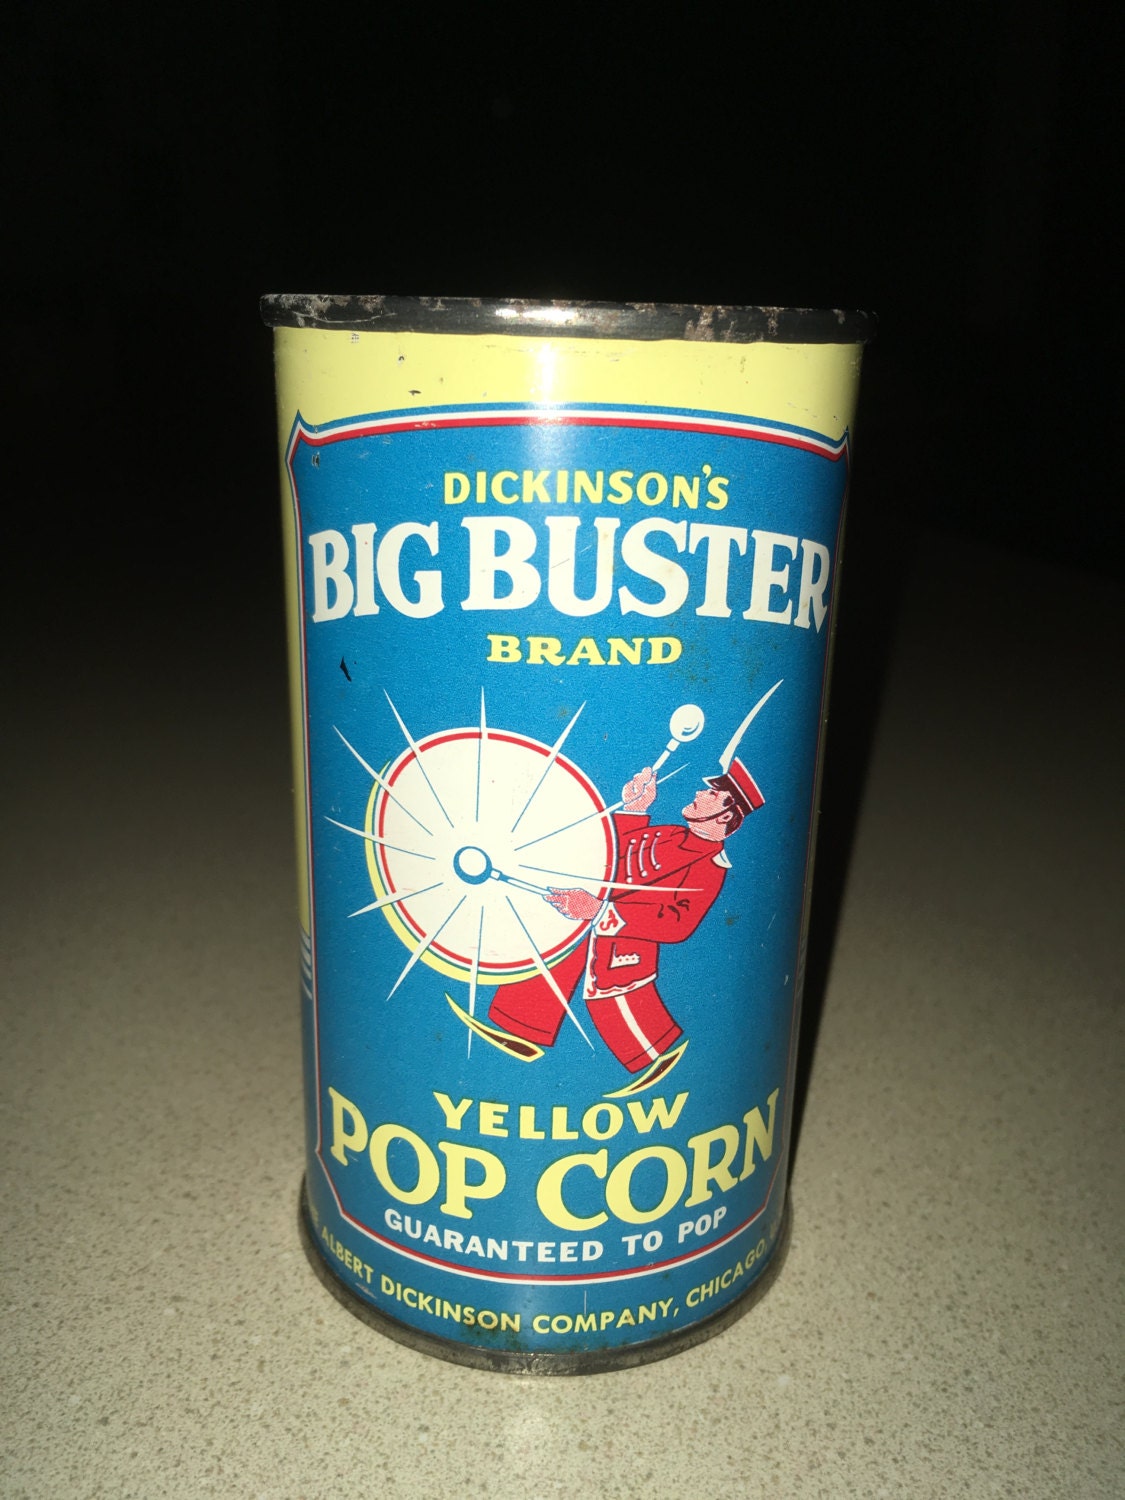 DICKINSON'S
BIG BUSTER
BRAND
YELLOW
POP CORN
GUARANTEED TO POP
ALBERT DICKINSON COMPANY, CHICAGO